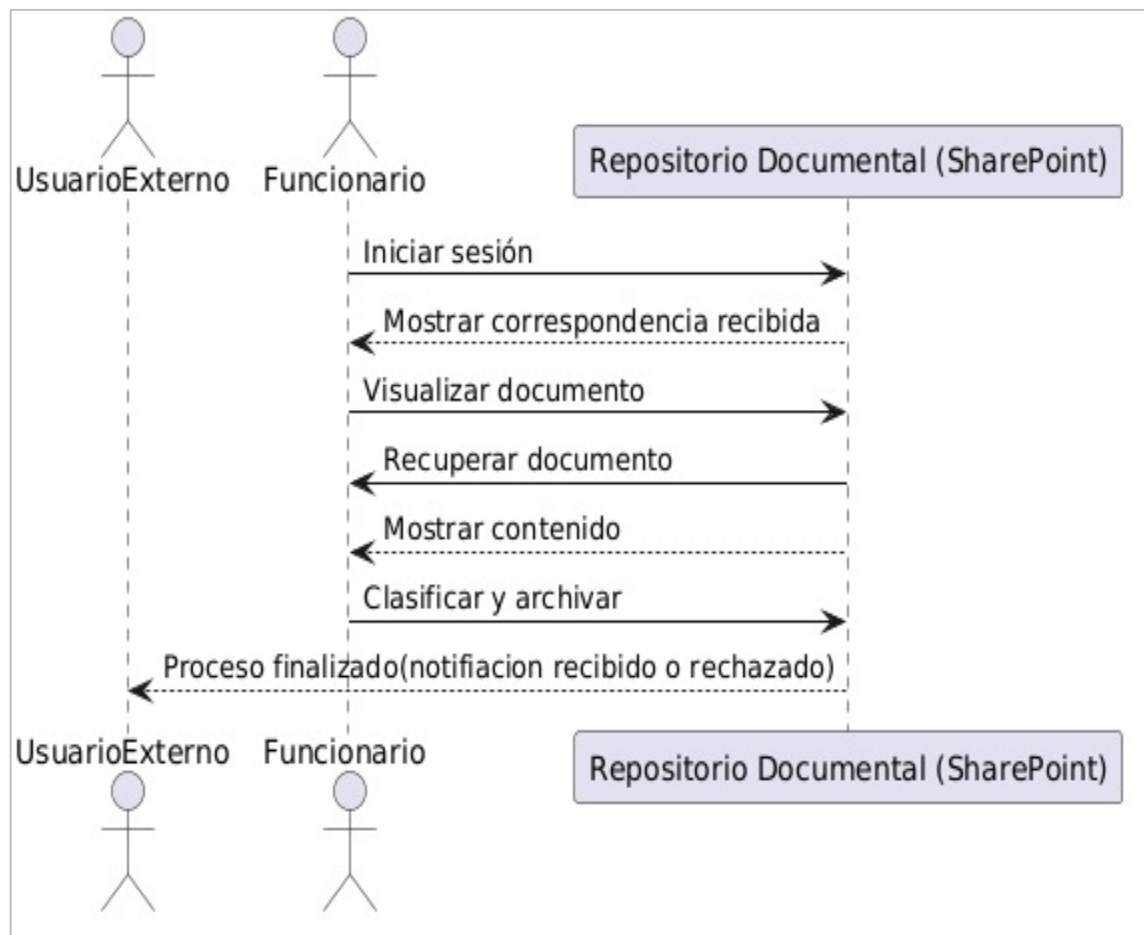 UsuarioExterno
Funcionario
Repositorio Documental (SharePoint)
Iniciar sesión
Mostrar correspondencia recibida
Visualizar documento
Recuperar documento
Mostrar contenido
Clasificar y archivar
Proceso finalizado(notifiacion recibido o rechazado)
UsuarioExterno
Funcionario
Repositorio Documental (SharePoint)